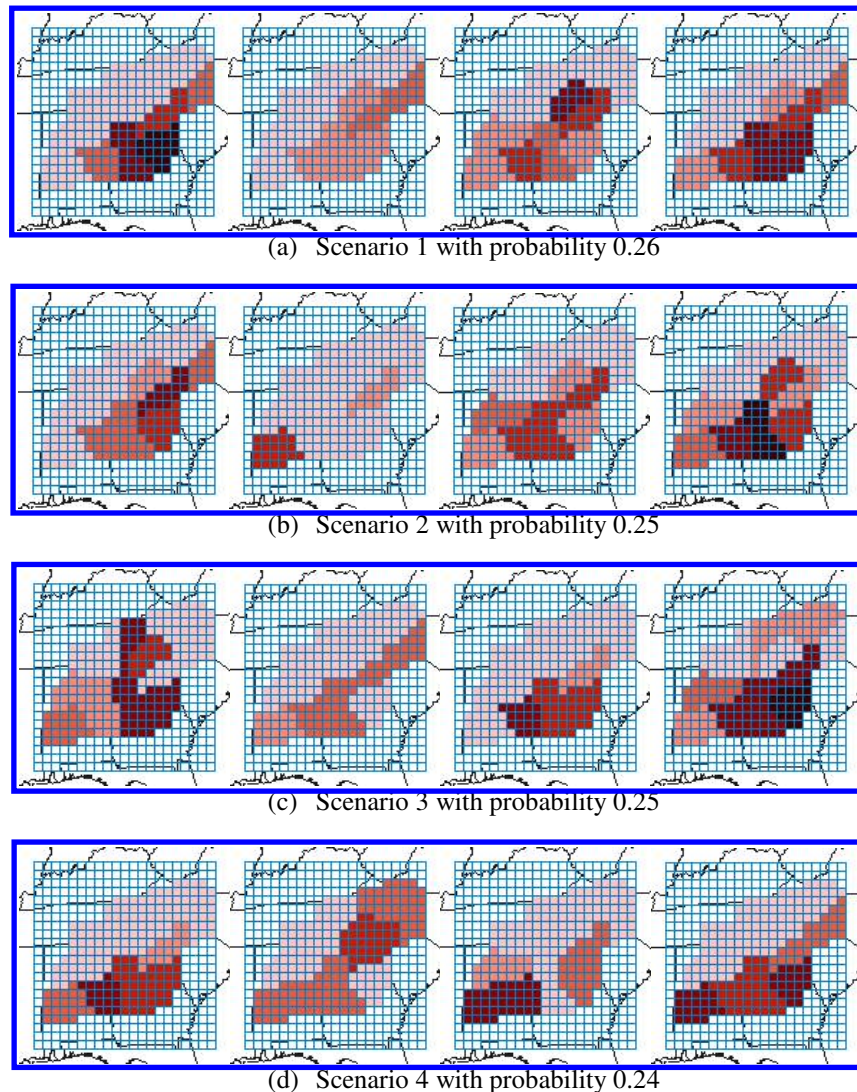 (a) Scenario 1 with probability 0.26
(b) Scenario 2 with probability 0.25
(c) Scenario 3 with probability 0.25
(d) Scenario 4 with probability 0.24